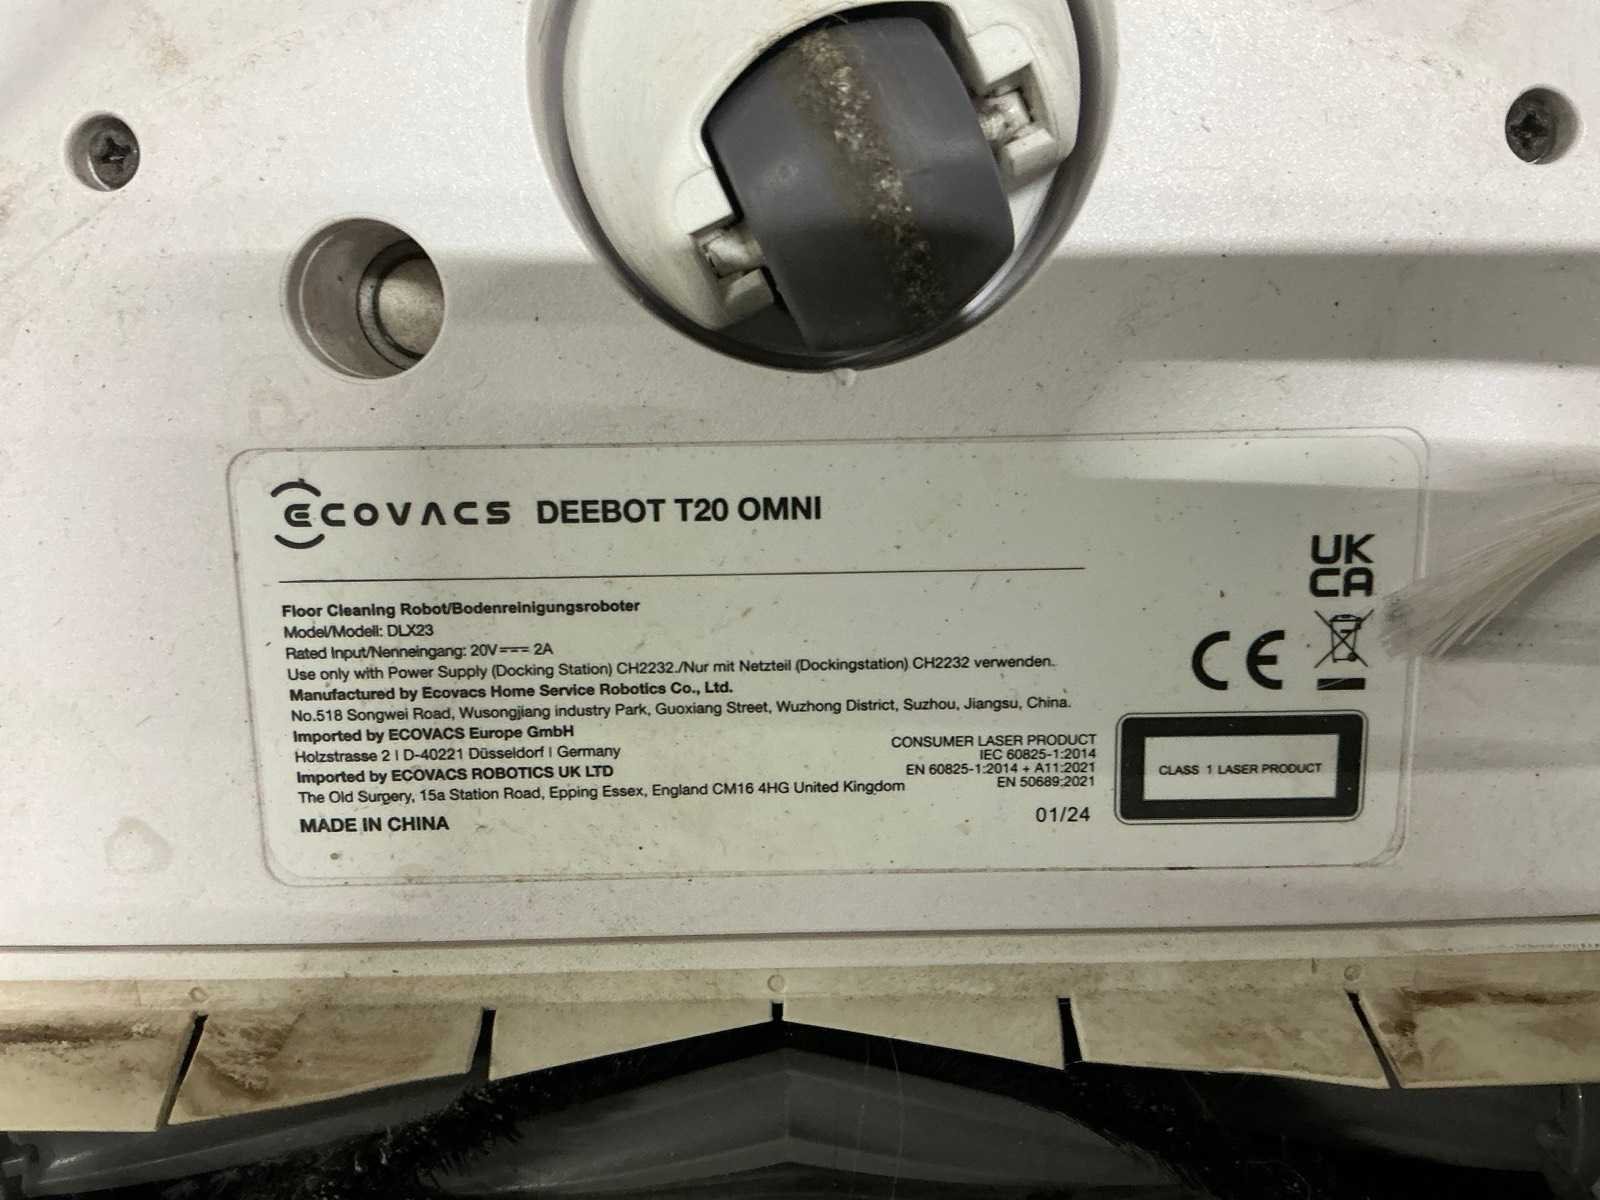 ECOVACS DEEBOT T20 OMNI
Floor Cleaning Robot/Bodenreinigungsroboter
Model/Modell: DLX23
Rated Input/Nenneingang: 20V⎓ 2A
Use only with Power Supply (Docking Station) CH2232./Nur mit Netzteil (Dockingstation) CH2232 verwenden.
Manufactured by Ecovacs Home Service Robotics Co., Ltd.
No.518 Songwei Road, Wusongjiang industry Park, Guoxiang Street, Wuzhong District, Suzhou, Jiangsu, China.
Imported by ECOVACS Europe GmbH
Holzstrasse 2 I D-40221 Düsseldorf I Germany
Imported by ECOVACS ROBOTICS UK LTD
The Old Surgery, 15a Station Road, Epping Essex, England CM16 4HG United Kingdom
MADE IN CHINA
CONSUMER LASER PRODUCT
IEC 60825-1:2014
EN 60825-1:2014 + A11:2021
EN 50689:2021
01/24
UK
CA
CE
CLASS 1 LASER PRODUCT